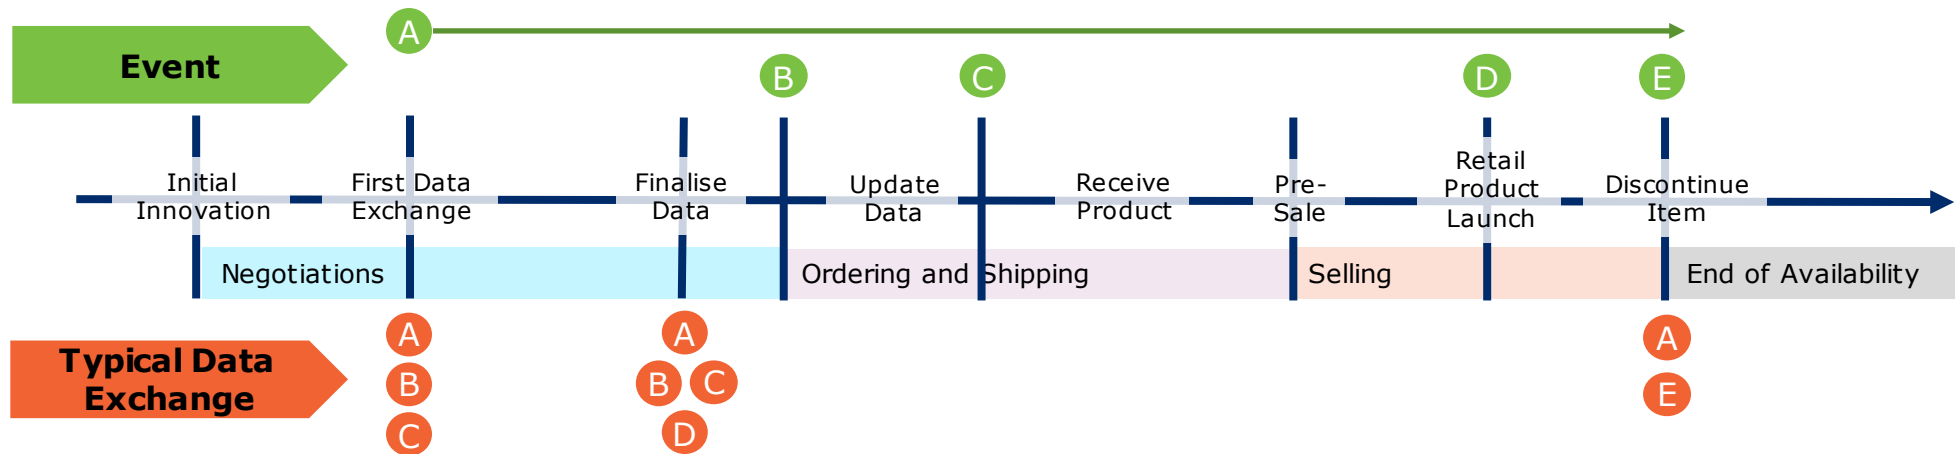 A
Event
B
C
D
E
Initial
Innovation
First Data
Exchange
Finalise
Data
Update
Data
Receive
Product
Pre-
Sale
Retail
Product
Launch
Discontinue
Item
Negotiations
Ordering and Shipping
Selling
End of Availability
Typical Data
Exchange
A
B
C
A
B C
D
A
E